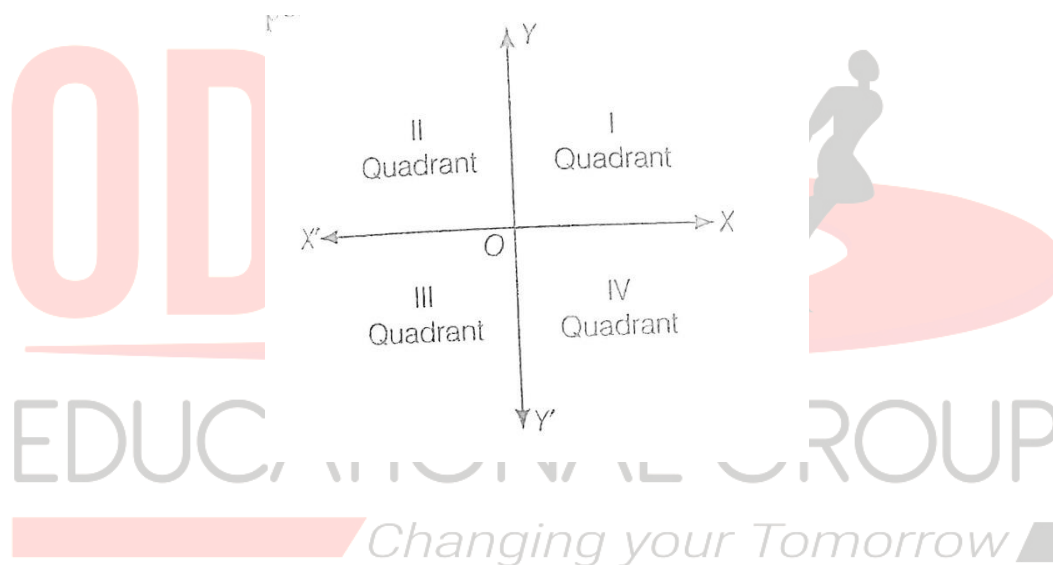 Y
II
Quadrant
I
Quadrant
X'
O
X
III
Quadrant
IV
Quadrant
Y'
EDUCATIONAL GROUP
Changing your Tomorrow